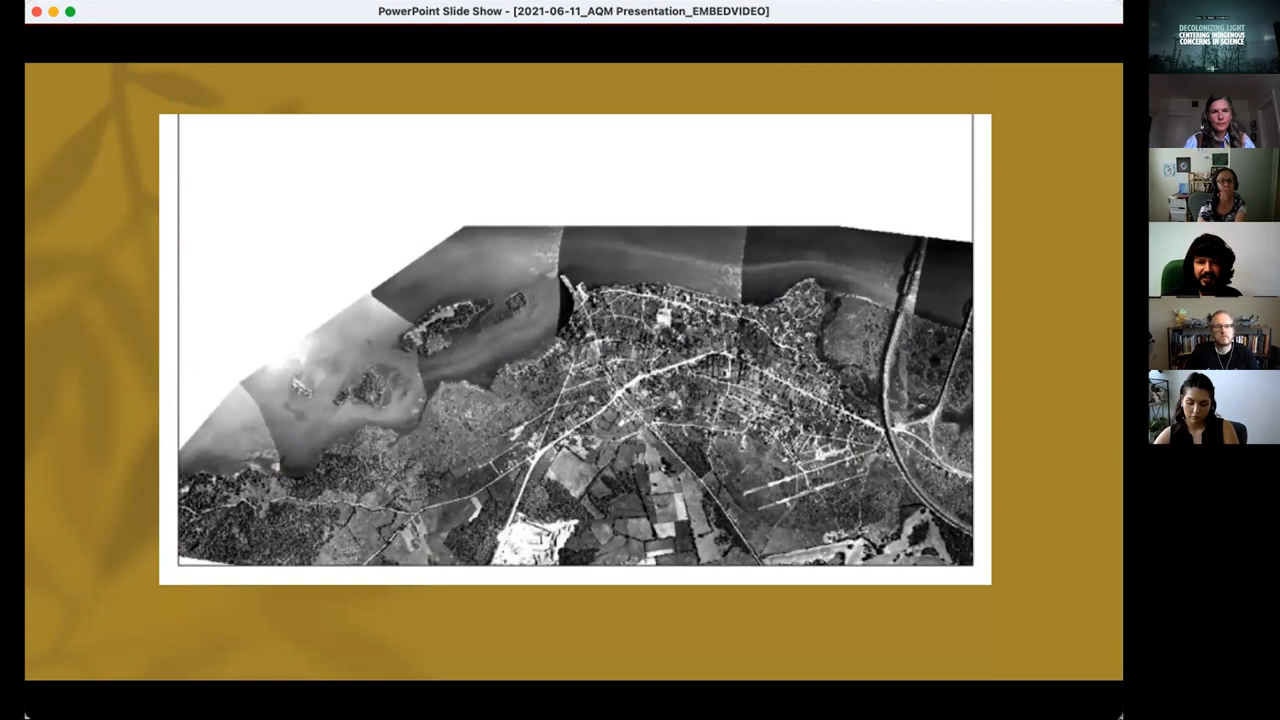 PowerPoint Slide Show - [2021-06-11_AQM Presentation_EMBEDVIDEO]
DECOLONIZING LIGHT
CENTERING INDIGENOUS
CONCERNS IN SCIENCE